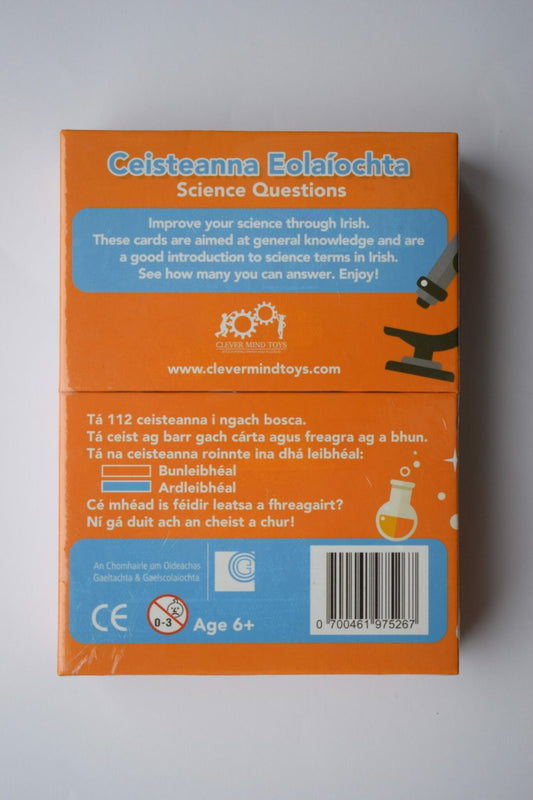 Ceisteanna Eolaíochta
Science Questions
Improve your science through Irish.
These cards are aimed at general knowledge and are
a good introduction to science terms in Irish.
See how many you can answer. Enjoy!
CLEVER MIND TOYS
www.clevermindtoys.com
Tá 112 ceisteanna i ngach bosca.
Tá ceist ag barr gach cárta agus freagra ag a bhun.
Tá na ceisteanna roinnte ina dhá leibhéal:
Bunleibhéal
Ardleibhéal
Cé mhéad is féidir leatsa a fhreagairt?
Ní gá duit ach an cheist a chur!
An Chomhairle um Oideachas
Gaeltachta & Gaelscolaíochta
CE
0-3
Age 6+
0 700461 975267